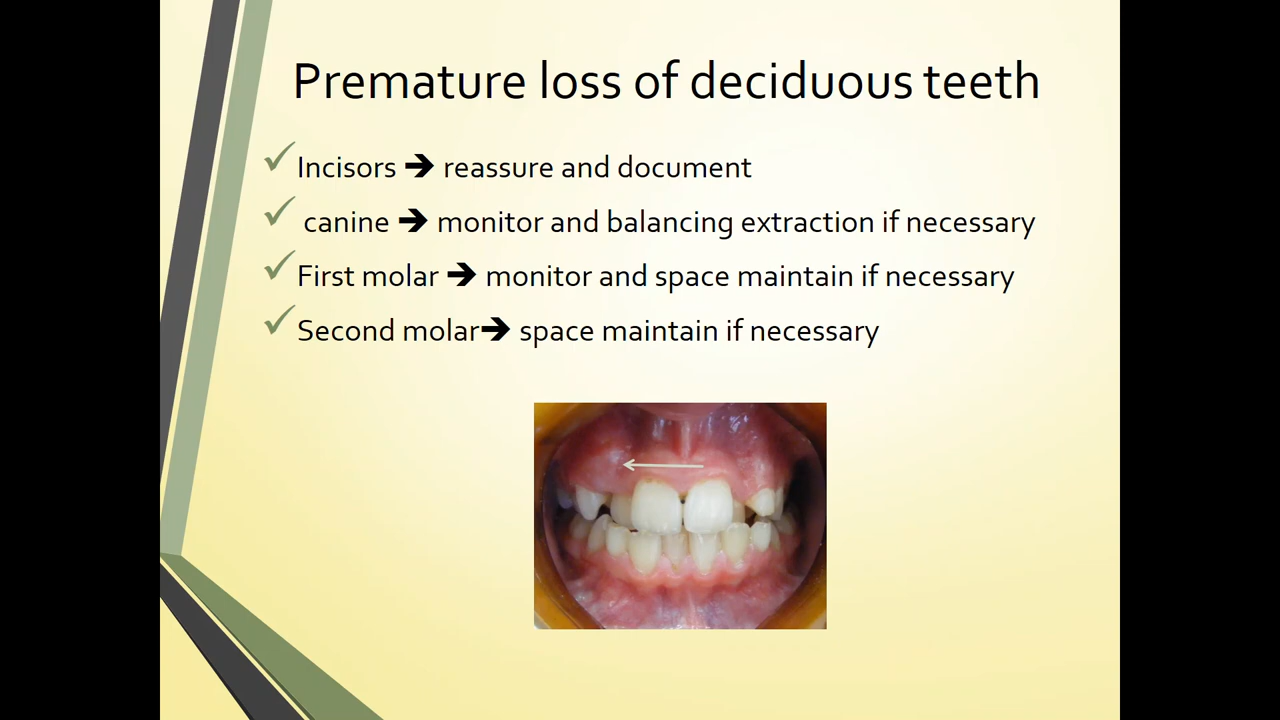 Premature loss of deciduous teeth
✓Incisors ➔ reassure and document
✓ canine ➔ monitor and balancing extraction if necessary
✓First molar ➔ monitor and space maintain if necessary
✓Second molar➔ space maintain if necessary